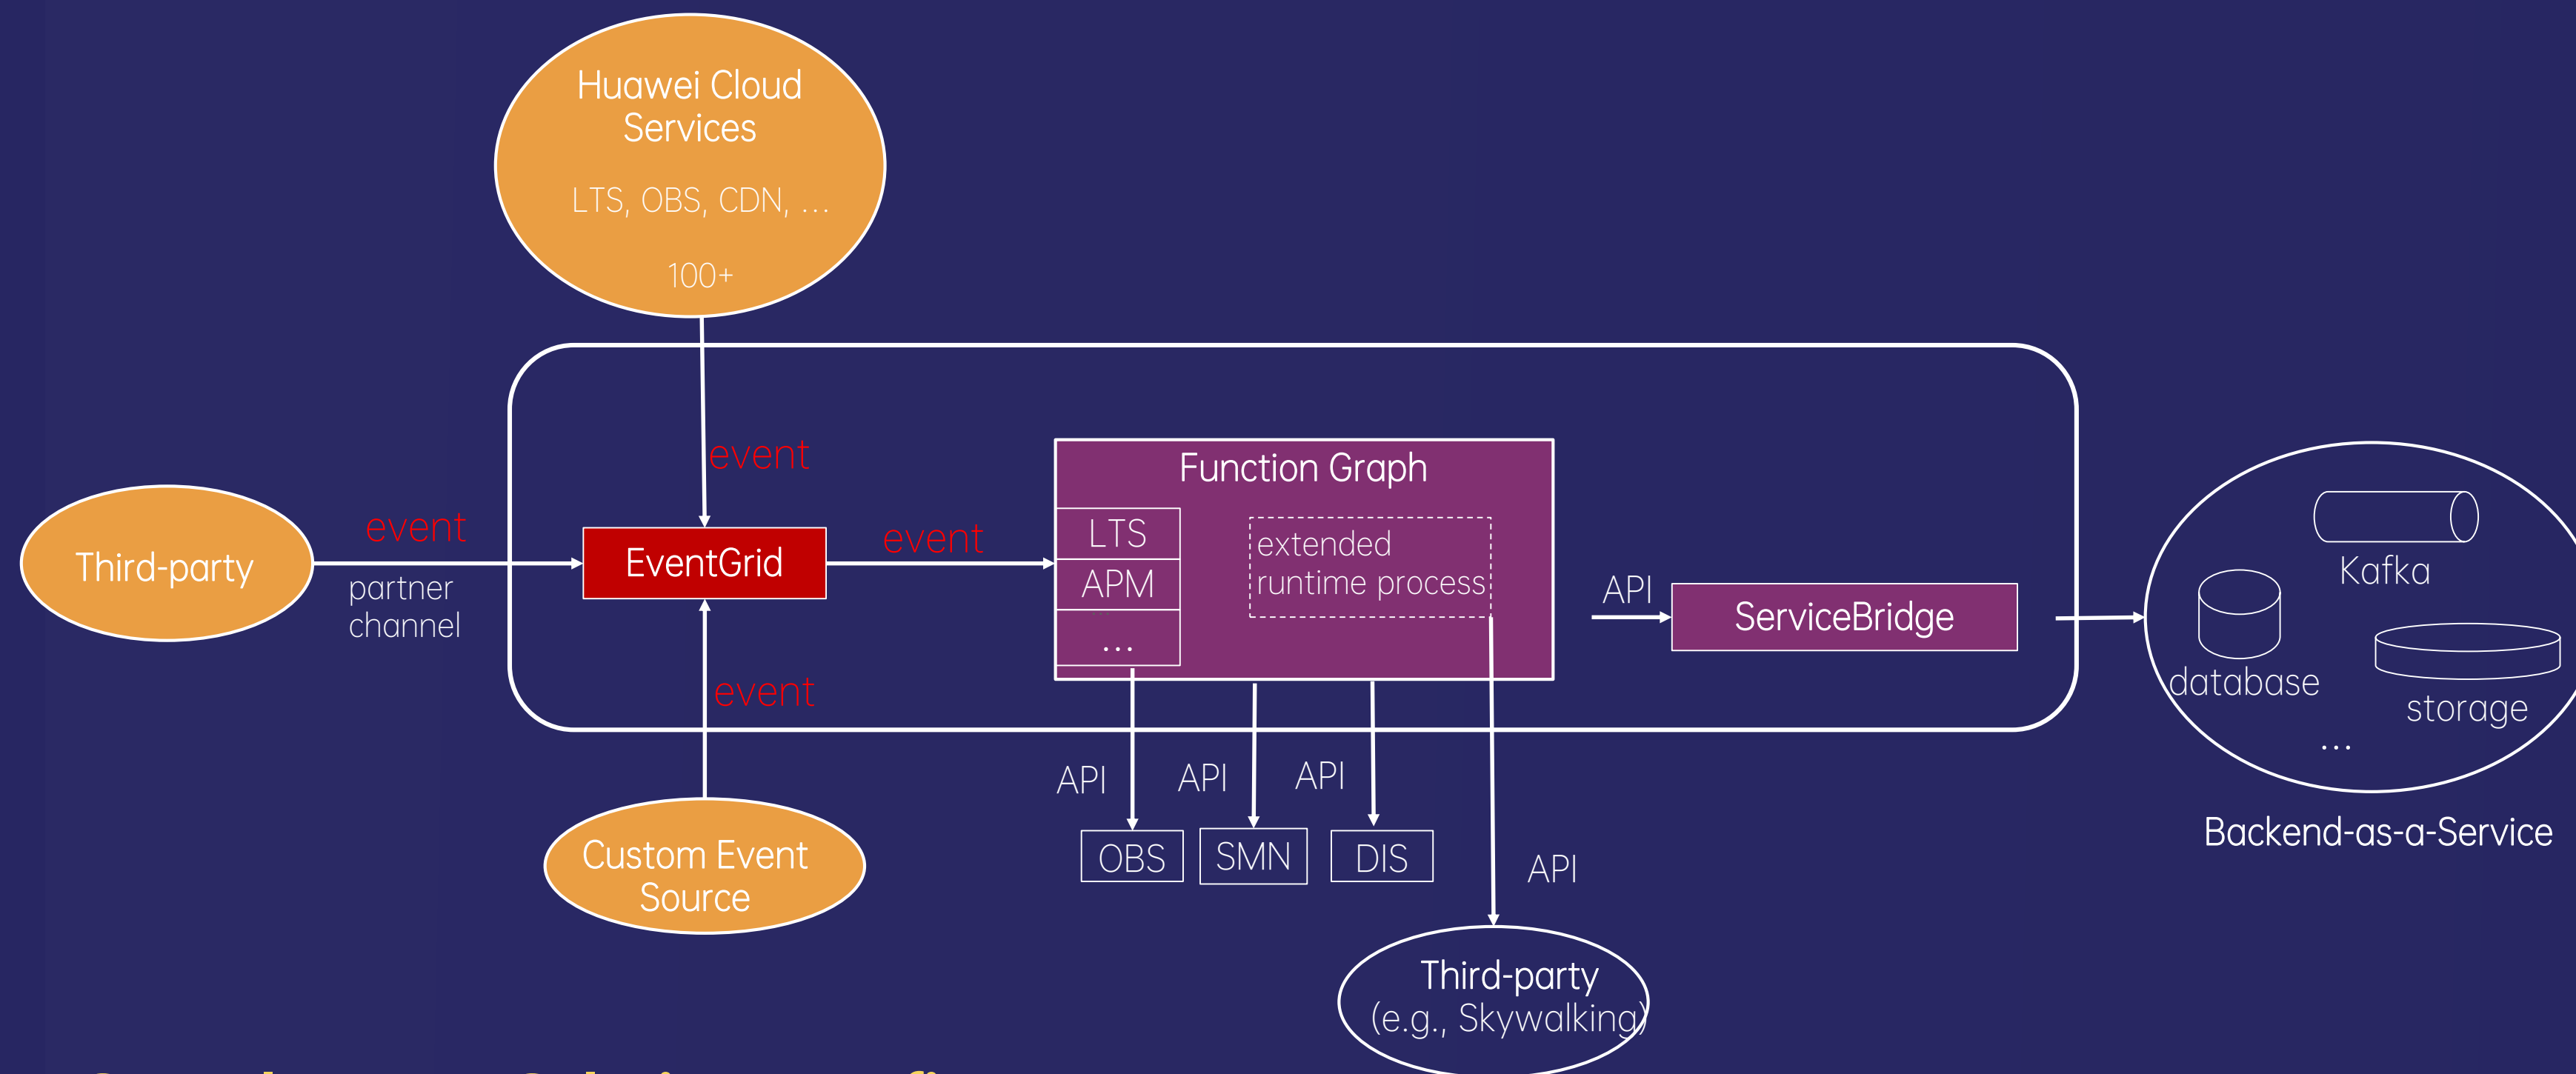 Huawei Cloud
Services
LTS, OBS, CDN, ...
100+
event
Third-party
event
partner
channel
EventGrid
event
event
Custom Event
Source
Function Graph
LTS
APM
...
extended
runtime process
API
ServiceBridge
API
API
API
OBS
SMN
DIS
API
Third-party
(e.g., Skywalking)
Kafka
database
storage
...
Backend-as-a-Service